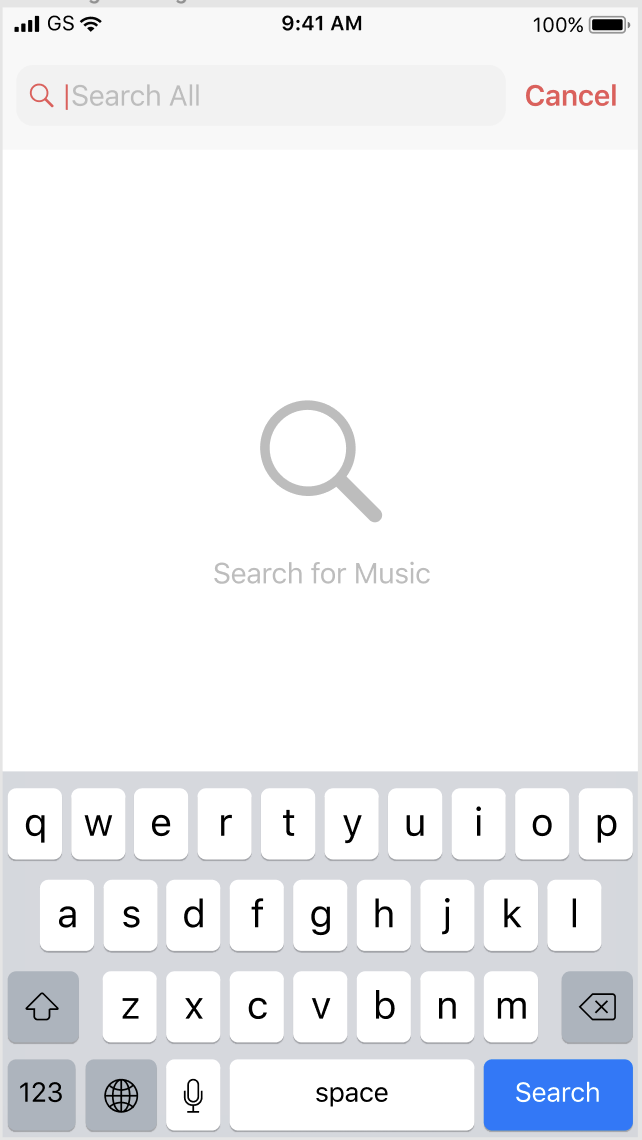 GS 9:41 AM 100%
Search All Cancel
Search for Music
q w e r t y u i o p
a s d f g h j k l
z x c v b n m
123 space Search